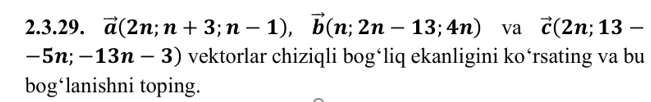 2.3.29. a⃗(2n; n + 3; n − 1), b⃗(n; 2n − 13; 4n) va c⃗(2n; 13 −
−5n; −13n − 3) vektorlar chiziqli bog‘liq ekanligini ko‘rsating va bu
bog‘lanishni toping.